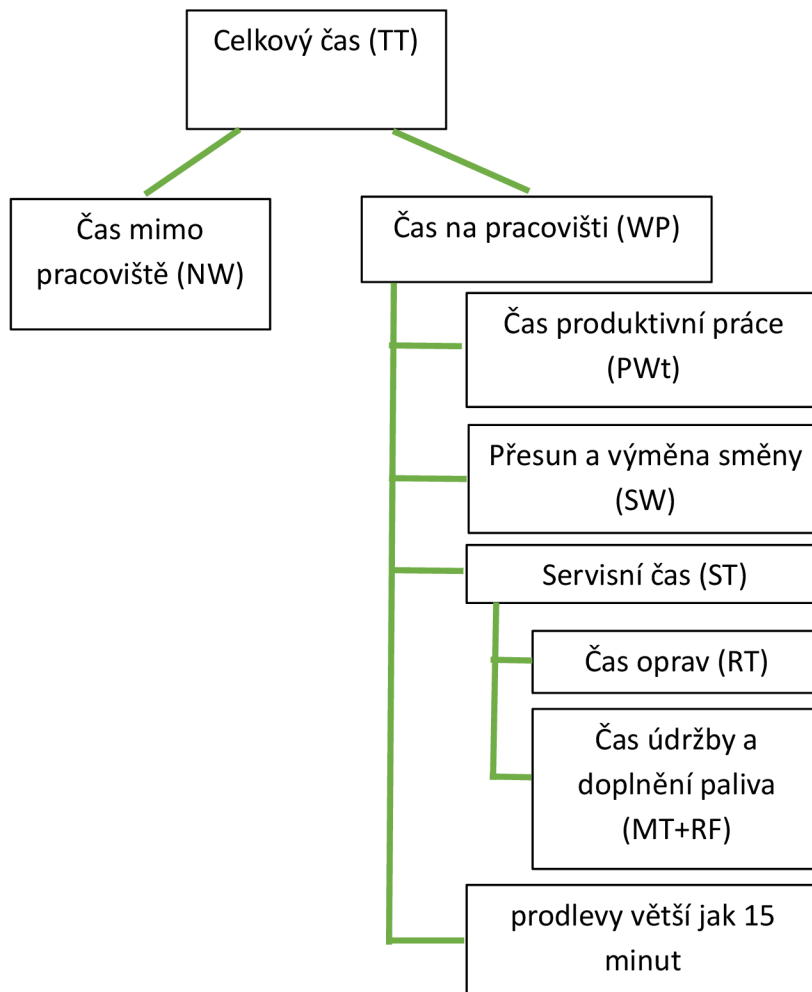 Celkový čas (TT)
Čas mimo
pracoviště (NW)
Čas na pracovišti (WP)
Čas produktivní práce
(PWt)
Přesun a výměna směny
(SW)
Servisní čas (ST)
Čas oprav (RT)
Čas údržby a
doplnění paliva
(MT+RF)
prodlevy větší jak 15
minut